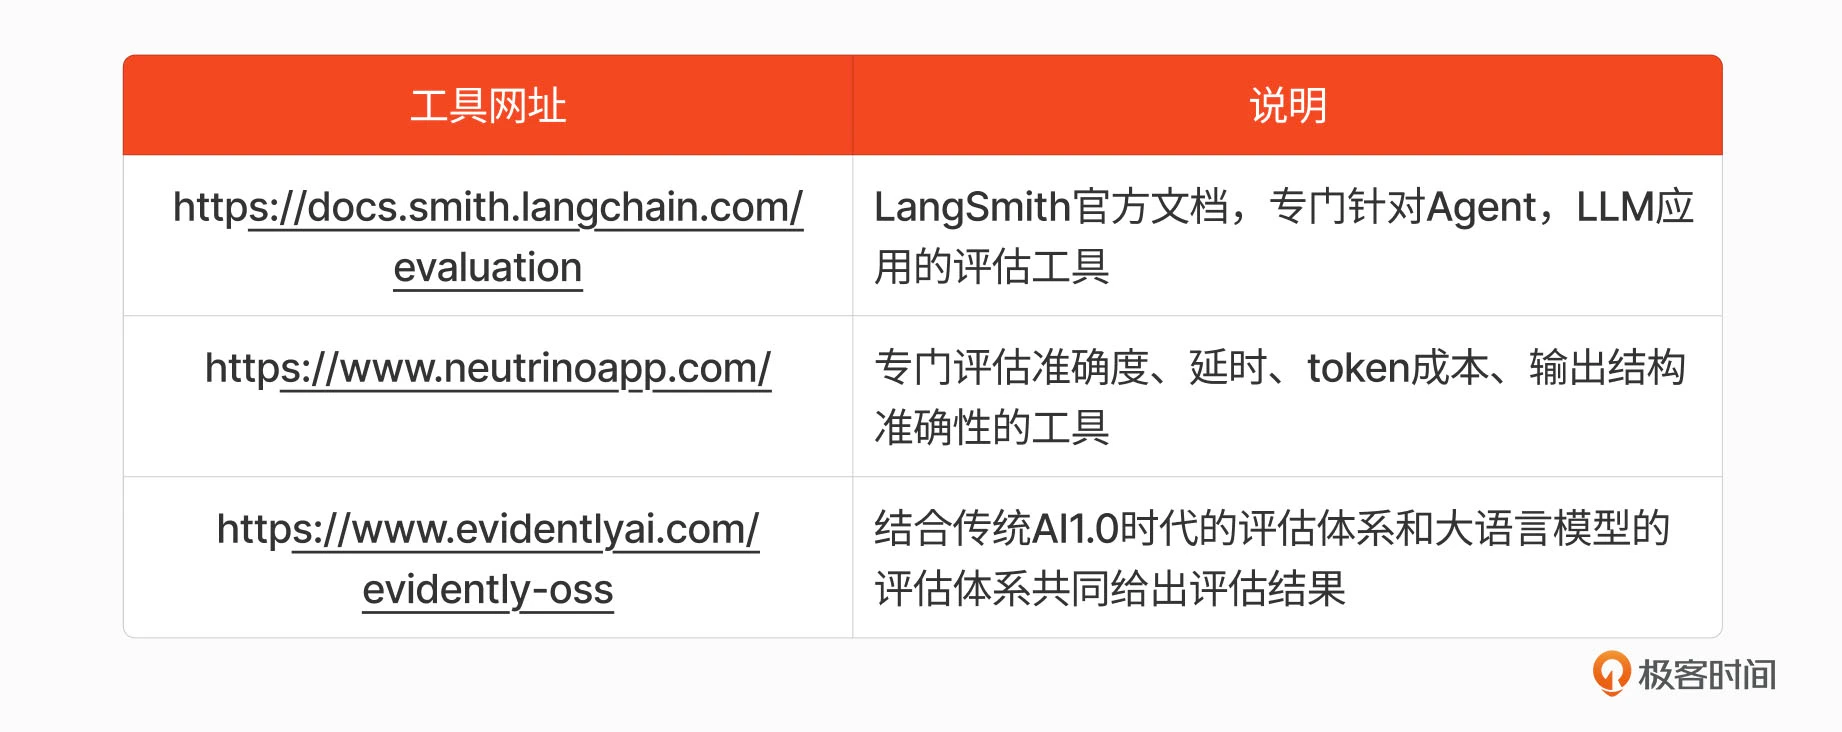 工具网址
说明
https://docs.smith.langchain.com/
evaluation
LangSmith官方文档，专门针对Agent，LLM应
用的评估工具
https://www.neutrinoapp.com/
专门评估准确度、延时、token成本、输出结构
准确性的工具
https://www.evidentlyai.com/
evidently-oss
结合传统AI1.0时代的评估体系和大语言模型的
评估体系共同给出评估结果
极客时间